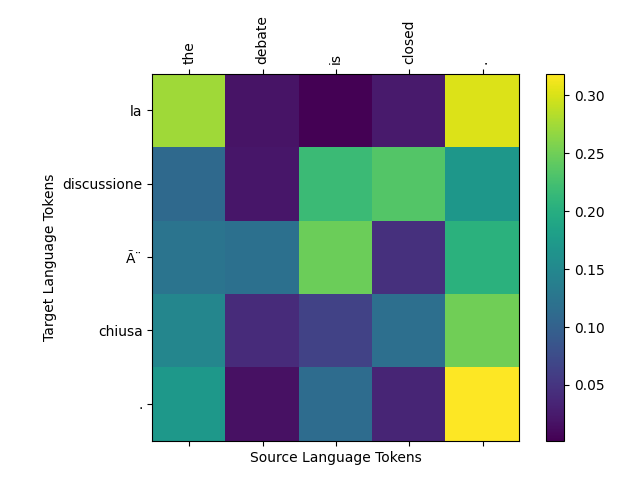 the debate is closed .
la
discussione
Ã¨
chiusa
.
Target Language Tokens
Source Language Tokens
0.30
0.25
0.20
0.15
0.10
0.05